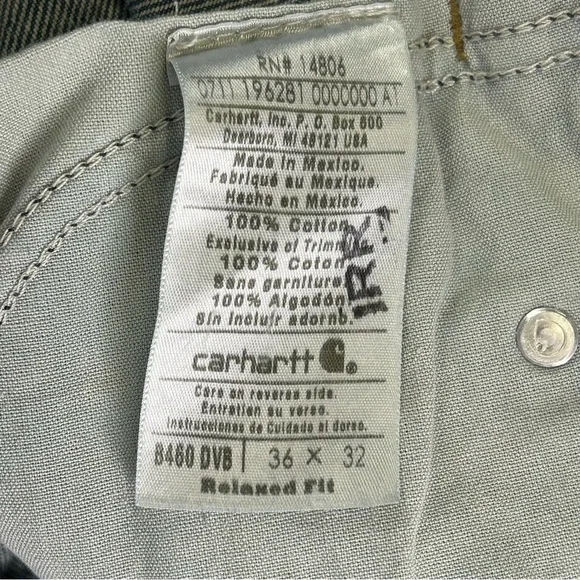 RN# 14806
0711 196281 0000000 A1
Carhartt, Inc. P. O. Box 600
Dearborn, MI 48121 USA
Made in Mexico.
Fabriqué au Mexique.
Hecho en México.
100% Cotton
Exclusive of Trim
100% Coton
Sans garniture
100% Algodón
Sin incluir adorno.
IRR
carhartt
Care on reverse side.
Entretien au verso.
Instrucciones de Cuidado al dorso.
8460 DVB 36 × 32
Relaxed Fit